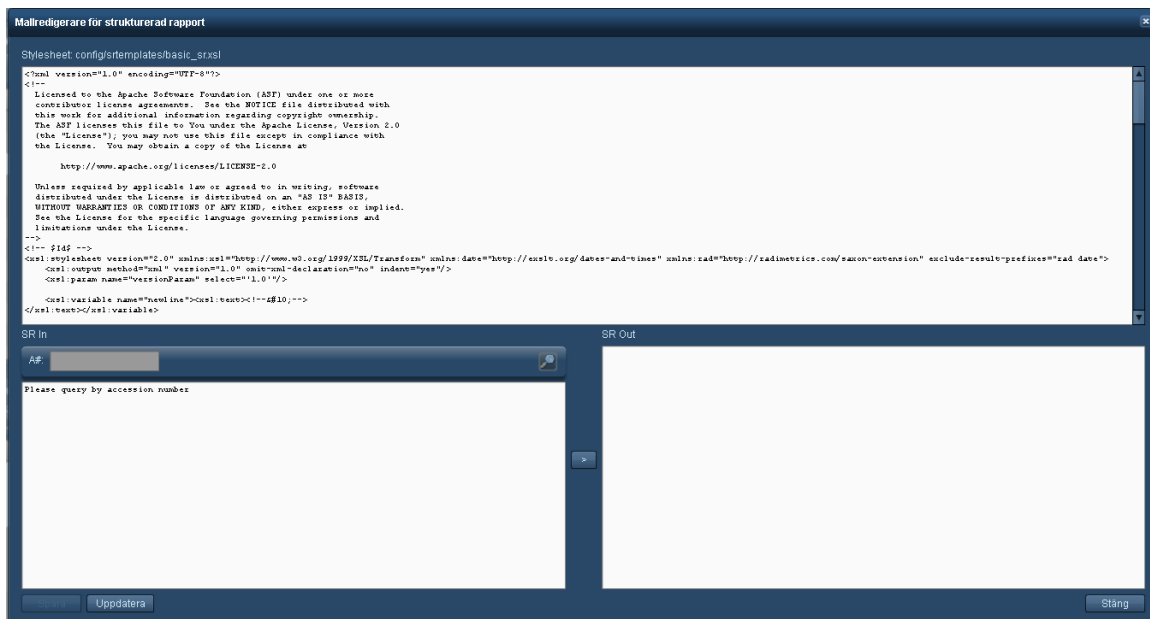 Mallredigerare för strukturerad rapport
Stylesheet: config/srtemplates/basic_sr.xsl
<?xml version="1.0" encoding="UTF-8"?>
<!--
Licensed to the Apache Software Foundation (ASF) under one or more
contributor license agreements.  See the NOTICE file distributed with
this work for additional information regarding copyright ownership.
The ASF licenses this file to You under the Apache License, Version 2.0
(the "License"); you may not use this file except in compliance with
the License.  You may obtain a copy of the License at
http://www.apache.org/licenses/LICENSE-2.0
Unless required by applicable law or agreed to in writing, software
distributed under the License is distributed on an "AS IS" BASIS,
WITHOUT WARRANTIES OR CONDITIONS OF ANY KIND, either express or implied.
See the License for the specific language governing permissions and
limitations under the License.
-->
<!-- $Id$ -->
<xsl:stylesheet version="2.0" xmlns:xsl="http://www.w3.org/1999/XSL/Transform" xmlns:date="http://exslt.org/dates-and-times" xmlns:rad="http://radimetrics.com/saxon-extension" exclude-result-prefixes="rad date">
<xsl:output method="xml" version="1.0" omit-xml-declaration="no" indent="yes"/>
<xsl:param name="versionParam" select="'1.0'"/>
<xsl:variable name="newline"><xsl:text><!--&#10;-->
</xsl:text></xsl:variable>
SR In
SR Out
A#:
Please query by accession number
>
Spara
Uppdatera
Stäng